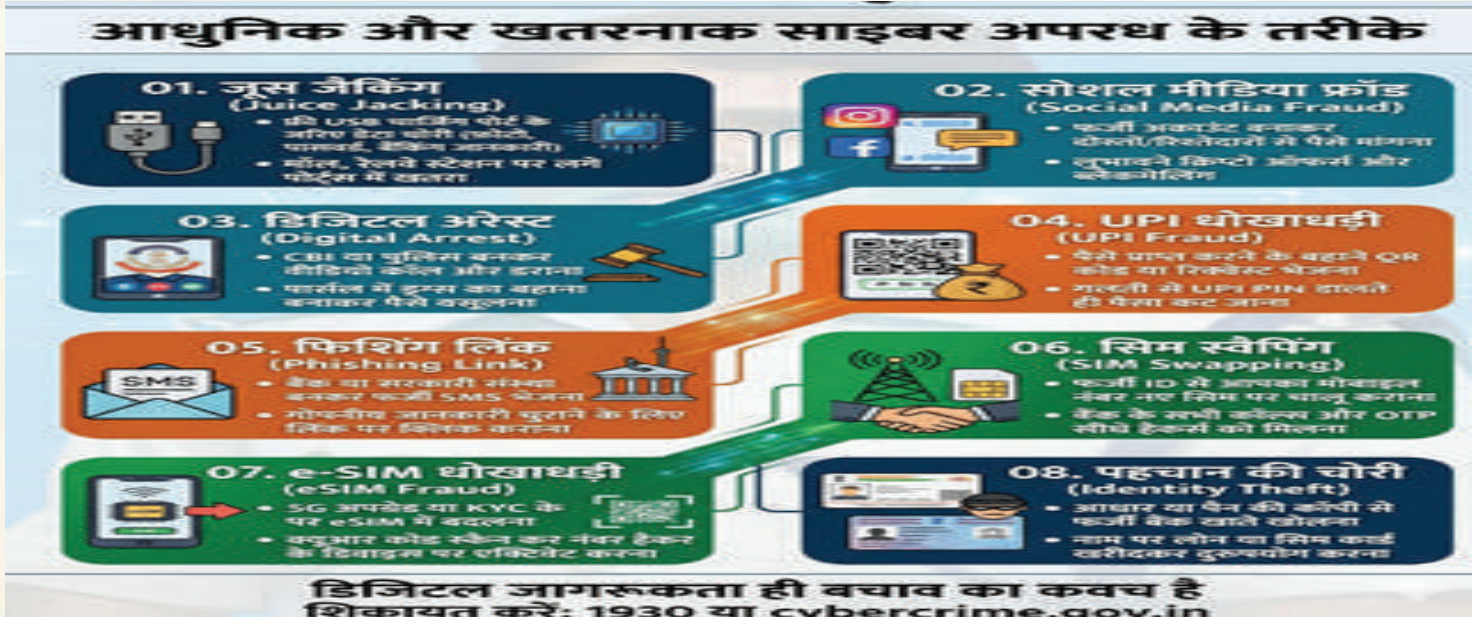 आधुनिक और खतरनाक साइबर अपरध के तरीके
01. जूस जैकिंग
(Juice Jacking)
• फ्री USB चार्जिंग पोर्ट के
जरिए डेटा चोरी (फोटो,
पासवर्ड, बैंकिंग जानकारी)
• मॉल, रेलवे स्टेशन पर लगे
पोर्ट्स में खतरा
02. सोशल मीडिया फ्रॉड
(Social Media Fraud)
• फर्जी अकाउंट बनाकर
दोस्तों/रिश्तेदारों से पैसे मांगना
• लुभावने क्रिप्टो ऑफर्स और
ब्लैकमेलिंग
03. डिजिटल अरेस्ट
(Digital Arrest)
• CBI या पुलिस बनकर
वीडियो कॉल और डराना
• पार्सल में ड्रग्स का बहाना
बनाकर पैसे वसूलना
04. UPI धोखाधड़ी
(UPI Fraud)
• पैसे प्राप्त करने के बहाने QR
कोड या रिक्वेस्ट भेजना
• गलती से UPI PIN डालते
ही पैसा कट जाना
05. फिशिंग लिंक
(Phishing Link)
SMS
• बैंक या सरकारी संस्था
बनकर फर्जी SMS भेजना
• गोपनीय जानकारी चुराने के लिए
लिंक पर क्लिक कराना
06. सिम स्वैपिंग
(SIM Swapping)
• फर्जी ID से आपका मोबाइल
नंबर नए सिम पर चालू कराना
• बैंक के सभी कॉल्स और OTP
सीधे हैकर्स को मिलना
07. e-SIM धोखाधड़ी
(eSIM Fraud)
• 5G अपग्रेड या KYC के
पर eSIM में बदलना
• क्यूआर कोड स्कैन कर नंबर हैकर
के डिवाइस पर एक्टिवेट करना
08. पहचान की चोरी
(Identity Theft)
• आधार या पैन की कॉपी से
फर्जी बैंक खाते खोलना
• नाम पर लोन या सिम कार्ड
खरीदकर दुरुपयोग करना
डिजिटल जागरूकता ही बचाव का कवच है
शिकायत करें: 1930 या cybercrime.gov.in